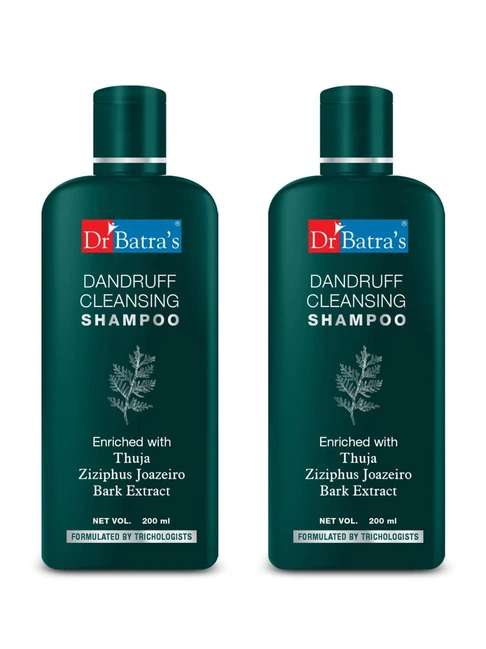 Dr Batra's®
DANDRUFF
CLEANSING
SHAMPOO
Enriched with
Thuja
Ziziphus Joazeiro
Bark Extract
NET VOL. 200 ml
FORMULATED BY TRICHOLOGISTS
Dr Batra's®
DANDRUFF
CLEANSING
SHAMPOO
Enriched with
Thuja
Ziziphus Joazeiro
Bark Extract
NET VOL. 200 ml
FORMULATED BY TRICHOLOGISTS